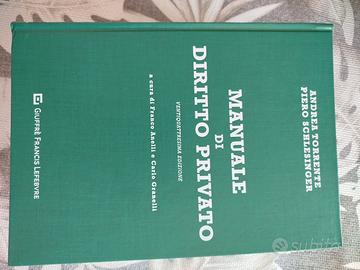 ANDREA TORRENTE
PIERO SCHLESINGER
MANUALE
DI
DIRITTO PRIVATO
VENTIQUATTRESIMA EDIZIONE
a cura di Franco Anelli e Carlo Granelli
GIUFFRÈ FRANCIS LEFEBVRE
subito